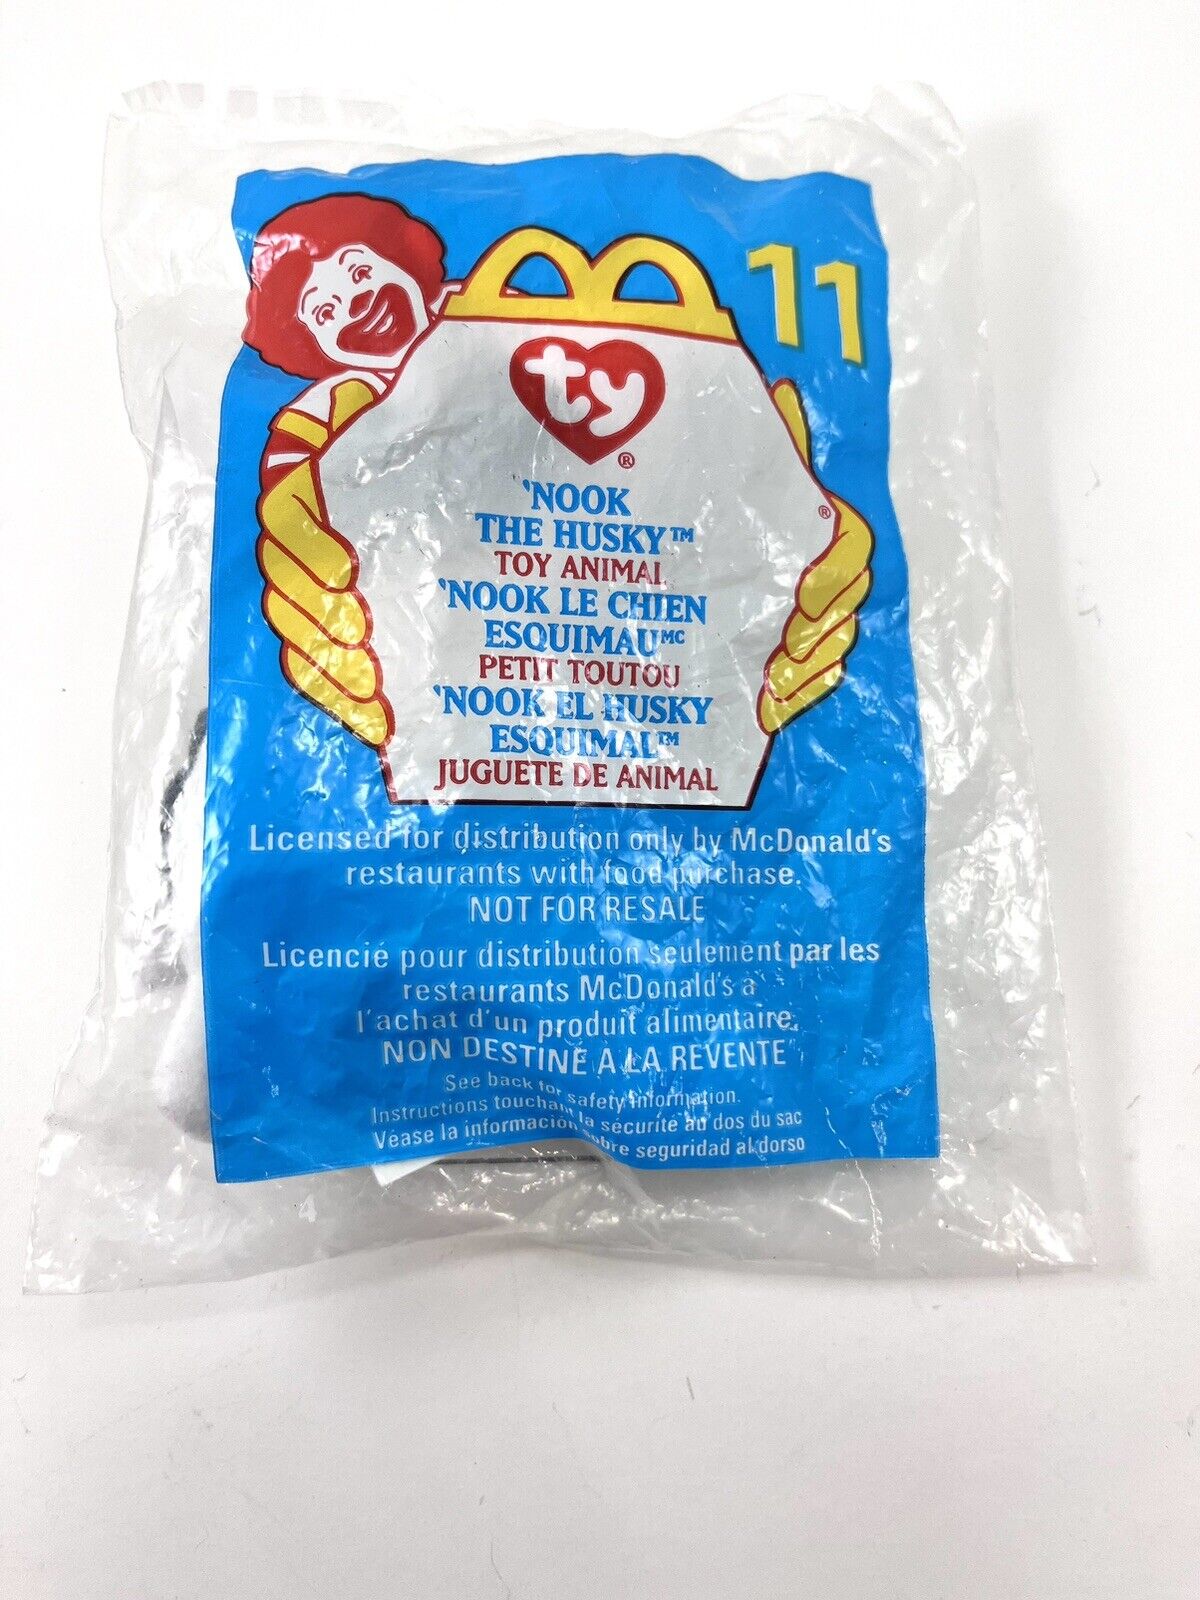 11
ty
®
'NOOK
THE HUSKY™
®
TOY ANIMAL
'NOOK LE CHIEN
ESQUIMAUMC
PETIT TOUTOU
'NOOK EL HUSKY
ESQUIMAL™
JUGUETE DE ANIMAL
Licensed for distribution only by McDonald's
restaurants with food purchase.
NOT FOR RESALE
Licencié pour distribution seulement par les
restaurants McDonald's a
l'achat d'un produit alimentaire.
NON DESTINÉ A LA REVENTE
See back for safety information.
Instructions touchant la sécurité au dos du sac
Véase la información sobre seguridad al dorso